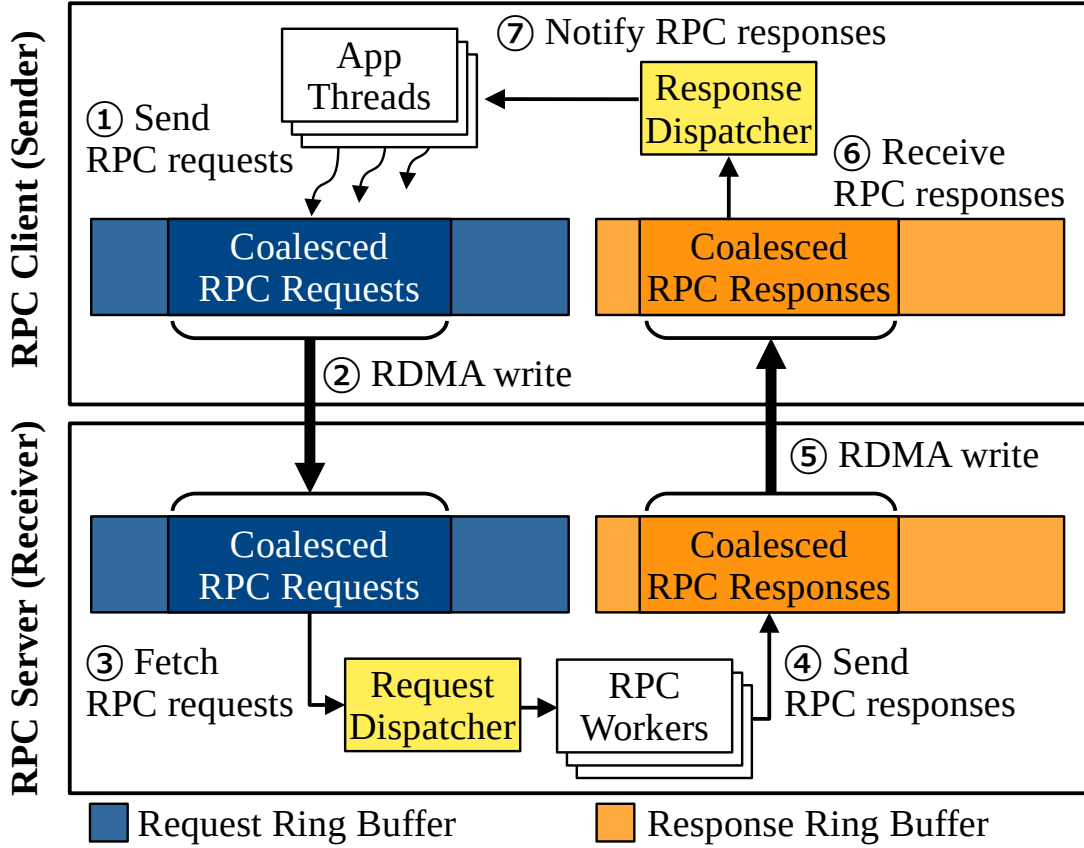 RPC Client (Sender)
⑦ Notify RPC responses
App
Threads
Response
Dispatcher
① Send
RPC requests
⑥ Receive
RPC responses
Coalesced
RPC Requests
Coalesced
RPC Responses
② RDMA write
RPC Server (Receiver)
⑤ RDMA write
Coalesced
RPC Requests
Coalesced
RPC Responses
③ Fetch
RPC requests
Request
Dispatcher
RPC
Workers
④ Send
RPC responses
Request Ring Buffer
Response Ring Buffer